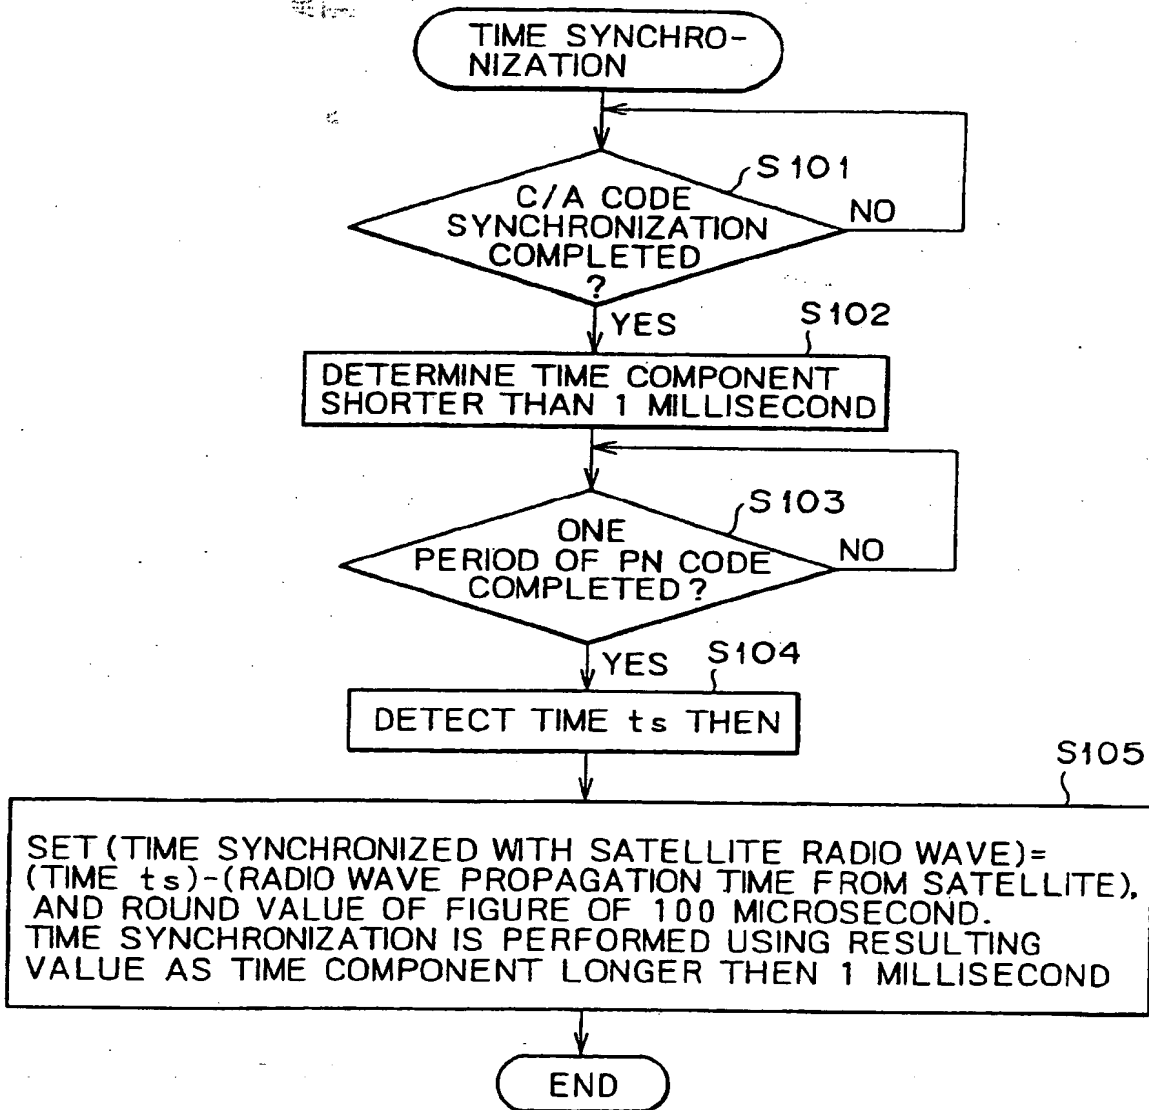 TIME SYNCHRO-
NIZATION
S101
C/A CODE
SYNCHRONIZATION
COMPLETED
?
NO
YES
S102
DETERMINE TIME COMPONENT
SHORTER THAN 1 MILLISECOND
S103
ONE
PERIOD OF PN CODE
COMPLETED?
NO
YES
S104
DETECT TIME ts THEN
S105
SET (TIME SYNCHRONIZED WITH SATELLITE RADIO WAVE)=
(TIME ts)-(RADIO WAVE PROPAGATION TIME FROM SATELLITE),
AND ROUND VALUE OF FIGURE OF 100 MICROSECOND.
TIME SYNCHRONIZATION IS PERFORMED USING RESULTING
VALUE AS TIME COMPONENT LONGER THEN 1 MILLISECOND
END